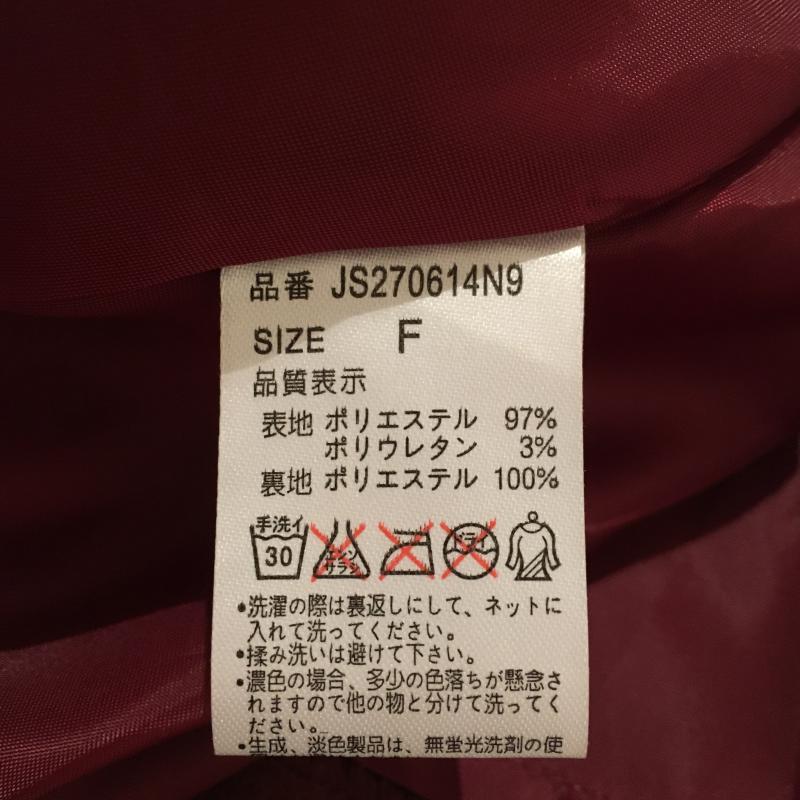 品番 JS270614N9
SIZE F
品質表示
表地 ポリエステル 97%
ポリウレタン 3%
裏地 ポリエステル 100%
手洗イ
30
エンソ
サラシ
ドライ
•洗濯の際は裏返しにして、ネットに
入れて洗ってください。
•揉み洗いは避けて下さい。
•濃色の場合、多少の色落ちが懸念さ
れますので他の物と分けて洗ってく
ださい。
•生成、淡色製品は、無蛍光洗剤の使